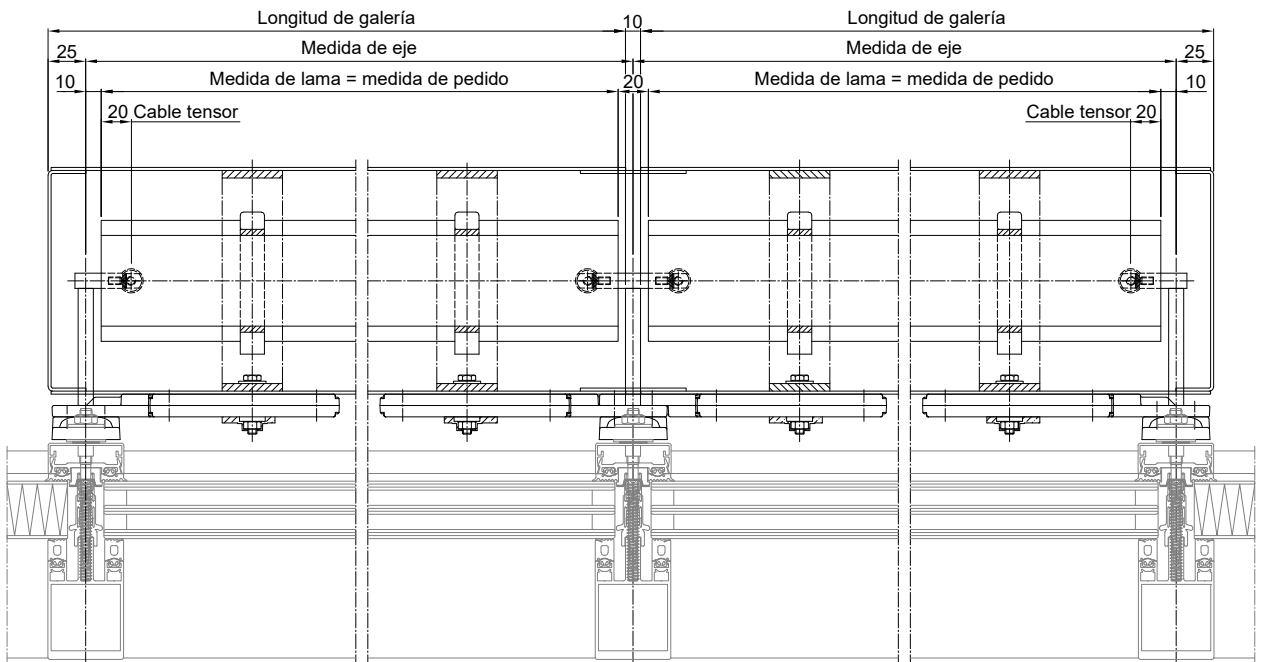 Longitud de galería 10 Longitud de galería
25 Medida de eje Medida de eje 25
10 Medida de lama = medida de pedido 20 Medida de lama = medida de pedido 10
20 Cable tensor Cable tensor 20